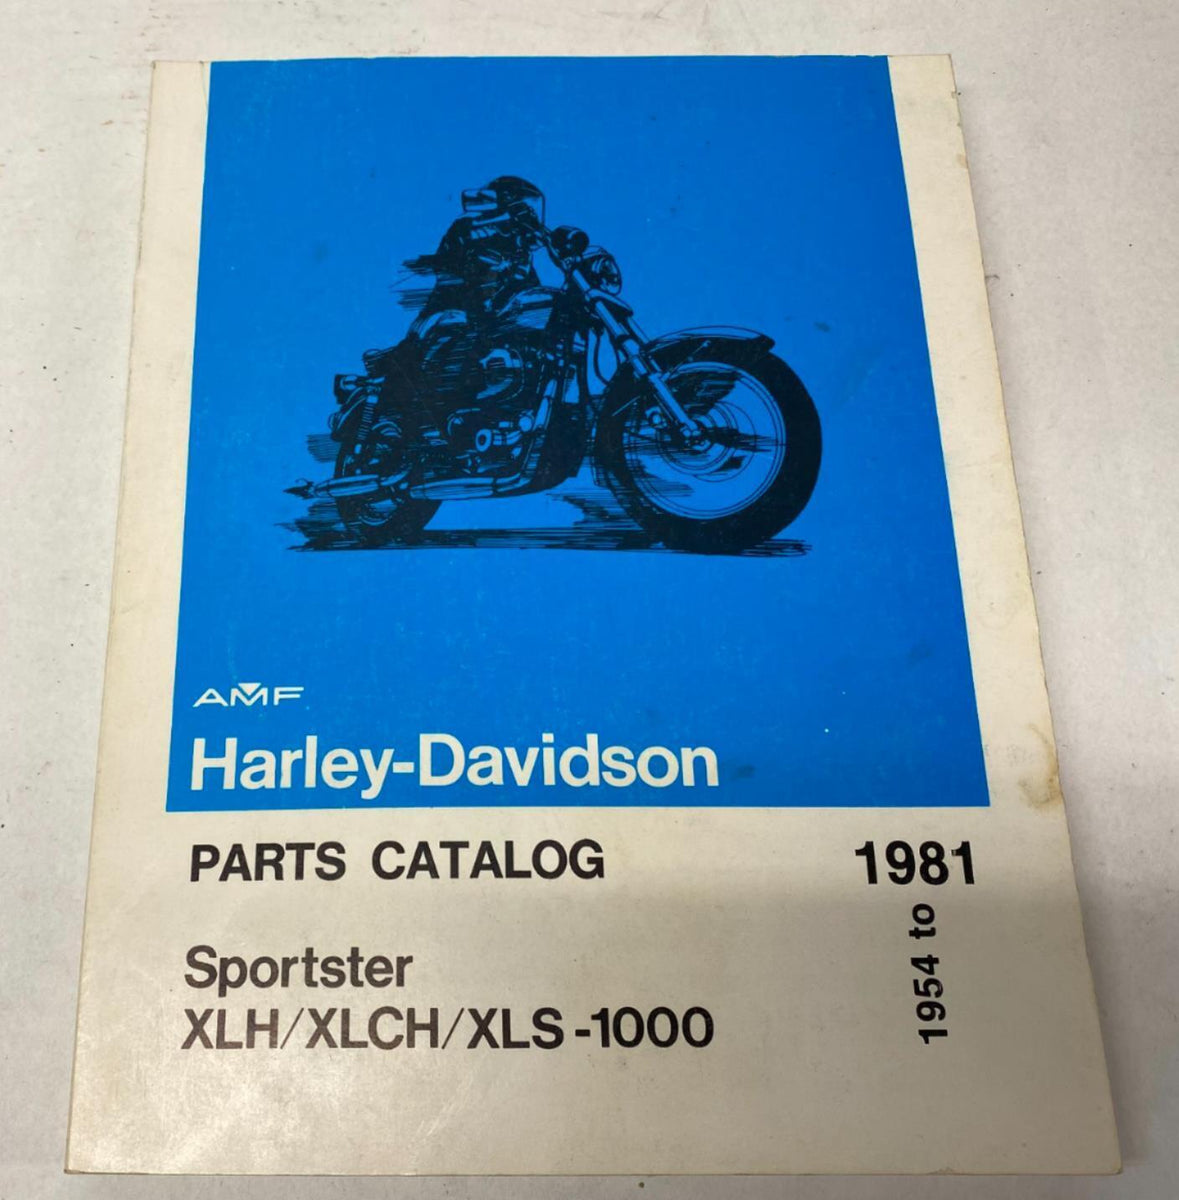 AMF
Harley-Davidson
PARTS CATALOG
1981
1954 to
Sportster
XLH/XLCH/XLS-1000